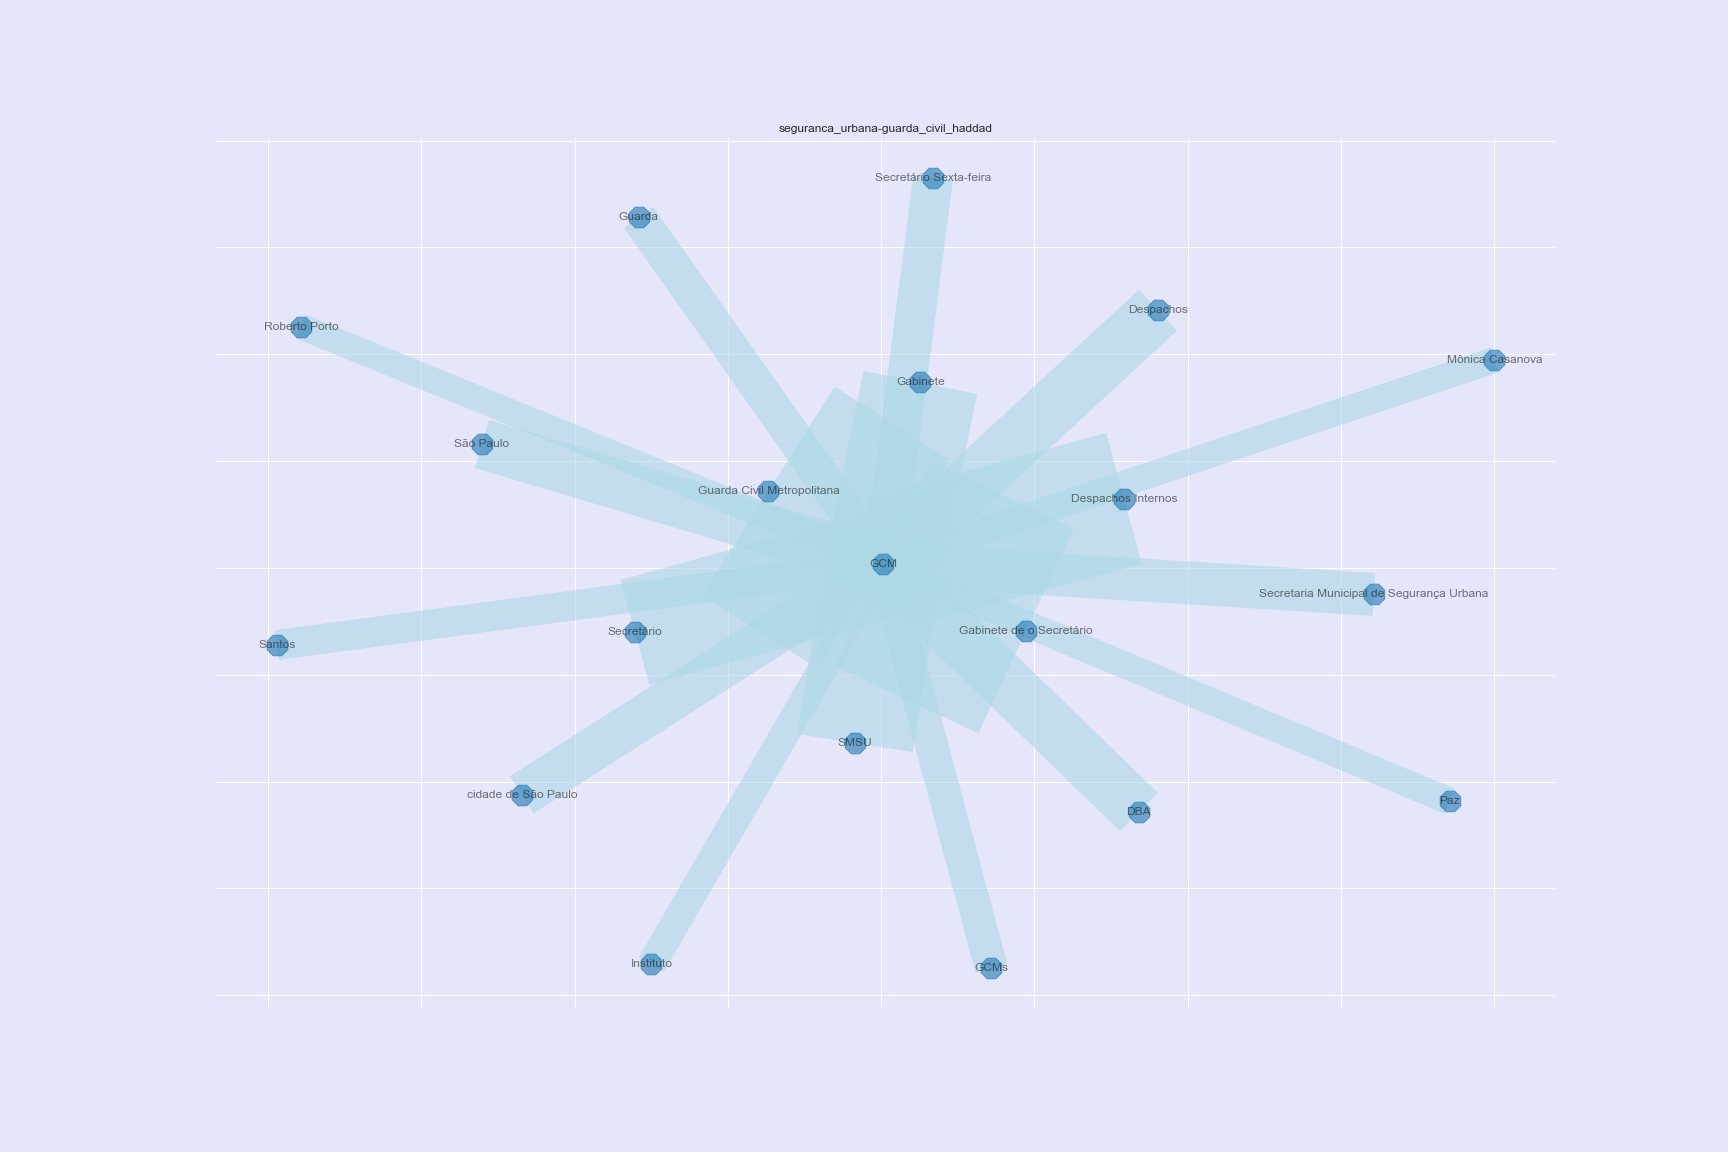 seguranca_urbana-guarda_civil_haddad
Secretário Sexta-feira
Guarda
Despachos
Roberto Porto
Mônica Casanova
Gabinete
São Paulo
Guarda Civil Metropolitana
Despachos Internos
GCM
Secretaria Municipal de Segurança Urbana
Secretário
Gabinete de o Secretário
Santos
SMSU
cidade de São Paulo
Paz
DBA
Instituto
GCMs